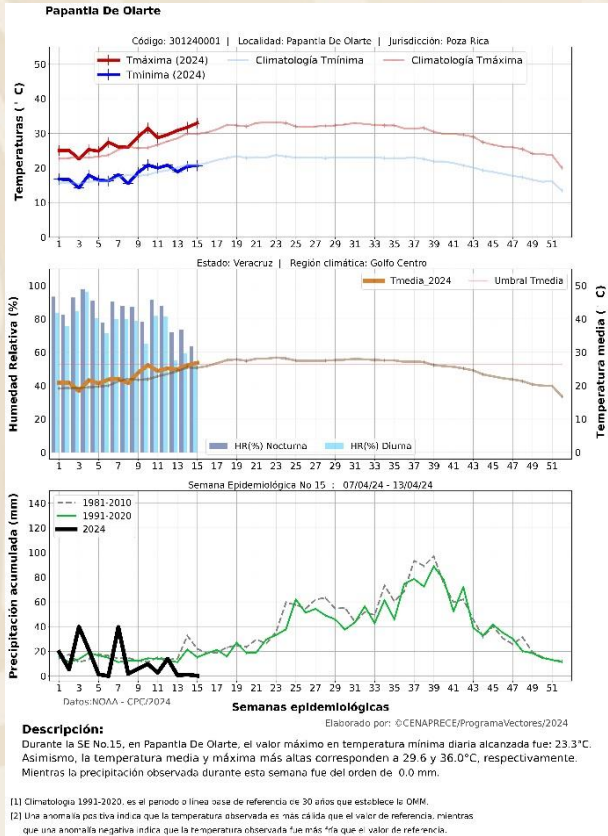 Papantla De Olarte
Código: 301240001 | Localidad: Papantla De Olarte | Jurisdicción: Poza Rica
Tmáxima (2024)
Climatología Tmínima
Climatología Tmáxima
Tmínima (2024)
Temperaturas (° C)
50
40
30
20
10
0
1 3 5 7 9 11 13 15 17 19 21 23 25 27 29 31 33 35 37 39 41 43 45 47 49 51
Estado: Veracruz | Región climática: Golfo Centro
Tmedia_2024
Umbral Tmedia
Humedad Relativa (%)
100
80
60
40
20
0
HR(%) Nocturna
HR(%) Diurna
Temperatura media ( ° C)
50
40
30
20
10
0
1 3 5 7 9 11 13 15 17 19 21 23 25 27 29 31 33 35 37 39 41 43 45 47 49 51
Semana Epidemiológica No 15 : 07/04/24 - 13/04/24
1981-2010
1991-2020
2024
Precipitación acumulada (mm)
140
120
100
80
60
40
20
0
1 3 5 7 9 11 13 15 17 19 21 23 25 27 29 31 33 35 37 39 41 43 45 47 49 51
Datos:NOAA - CPC/2024
Semanas epidemiológicas
Elaborado por: ©CENAPRECE/ProgramaVectores/2024
Descripción:
Durante la SE No.15, en Papantla De Olarte, el valor máximo en temperatura mínima diaria alcanzada fue: 23.3°C.
Asimismo, la temperatura media y máxima más altas corresponden a 29.6 y 36.0°C, respectivamente.
Mientras la precipitación observada durante esta semana fue del orden de 0.0 mm.
[1] Climatología 1991-2020, es el periodo o línea base de referencia de 30 años que establece la OMM.
[2] Una anomalía positiva indica que la temperatura observada es más cálida que el valor de referencia, mientras
que una anomalía negativa indica que la temperatura observada fue más fría que el valor de referencia.